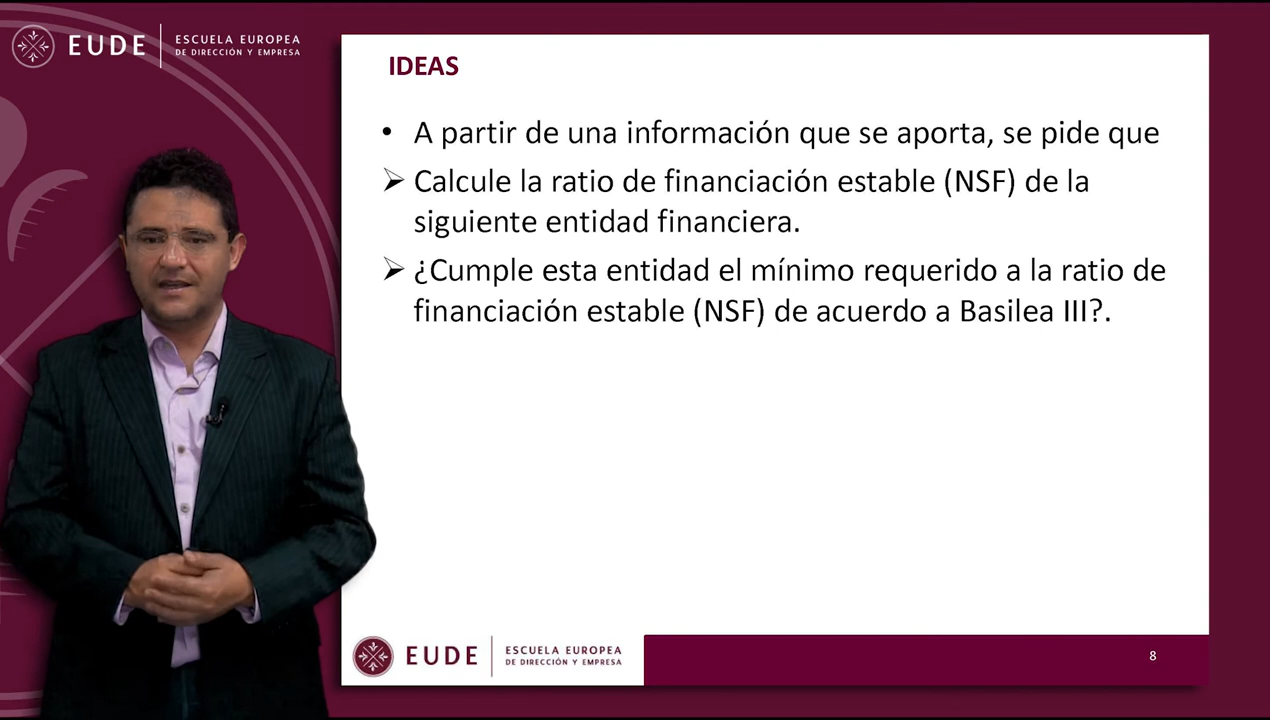 EUDE
ESCUELA EUROPEA
DE DIRECCIÓN Y EMPRESA
IDEAS
• A partir de una información que se aporta, se pide que
➢ Calcule la ratio de financiación estable (NSF) de la
siguiente entidad financiera.
➢ ¿Cumple esta entidad el mínimo requerido a la ratio de
financiación estable (NSF) de acuerdo a Basilea III?.
EUDE
ESCUELA EUROPEA
DE DIRECCIÓN Y EMPRESA
8